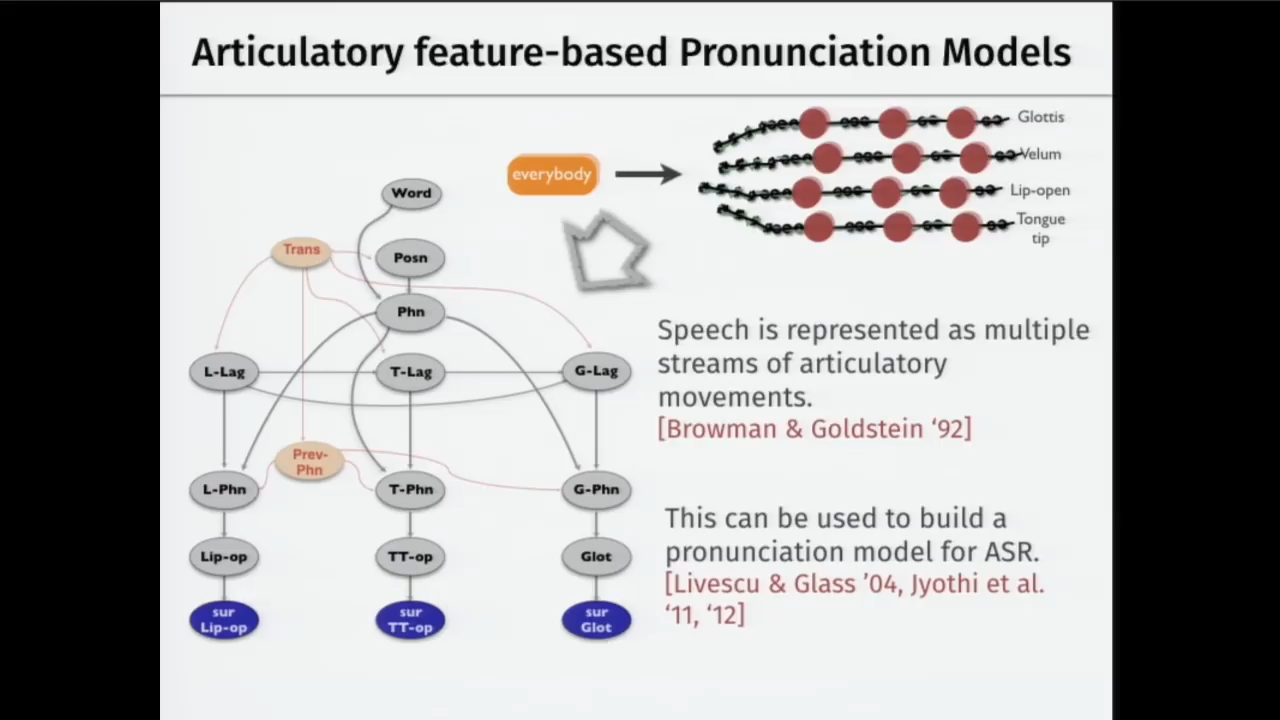 Articulatory feature-based Pronunciation Models
Glottis
everybody
Velum
Word
Lip-open
Tongue
tip
Trans
Posn
Phn
Speech is represented as multiple
streams of articulatory
movements.
[Browman & Goldstein ‘92]
L-Lag
T-Lag
G-Lag
Prev-
Phn
L-Phn
T-Phn
G-Phn
This can be used to build a
pronunciation model for ASR.
[Livescu & Glass ’04, Jyothi et al.
‘11, ‘12]
Lip-op
TT-op
Glot
sur
Lip-op
sur
TT-op
sur
Glot